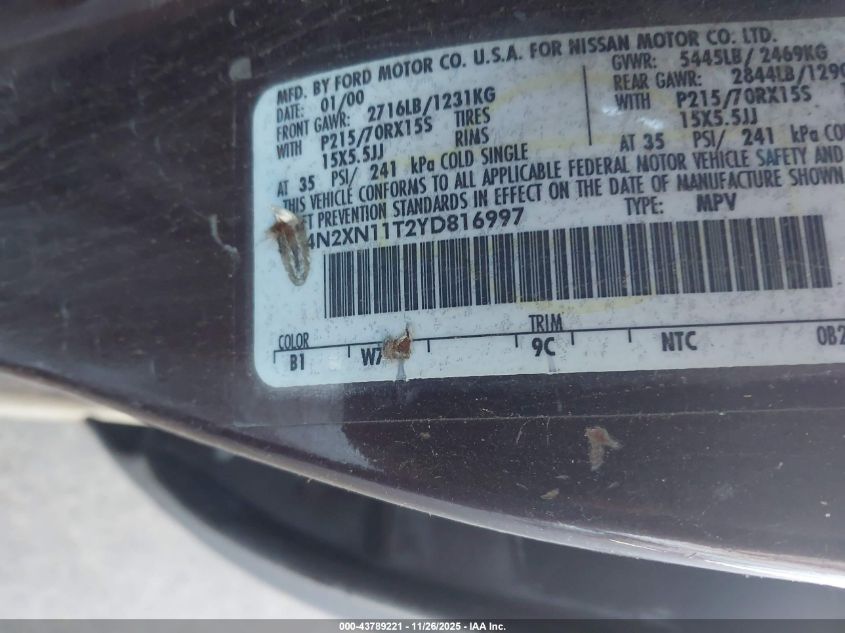 MFD. BY FORD MOTOR CO. U.S.A. FOR NISSAN MOTOR CO. LTD.
DATE: 01/00 GVWR: 5445LB/ 2469KG
FRONT GAWR: 2716LB/1231KG REAR GAWR: 2844LB/129
WITH P215/70RX15S TIRES WITH P215/70RX15S
15X5.5JJ RIMS 15X5.5JJ
AT 35 PSI/ 241 kPa COLD SINGLE AT 35 PSI/ 241 kPa
THIS VEHICLE CONFORMS TO ALL APPLICABLE FEDERAL MOTOR VEHICLE SAFETY AND
PREVENTION STANDARDS IN EFFECT ON THE DATE OF MANUFACTURE SHOWN
4N2XN11T2YD816997 TYPE: MPV
COLOR TRIM
B1 9C NTC 0B2
000-43789221 - 11/26/2025 - IAA Inc.